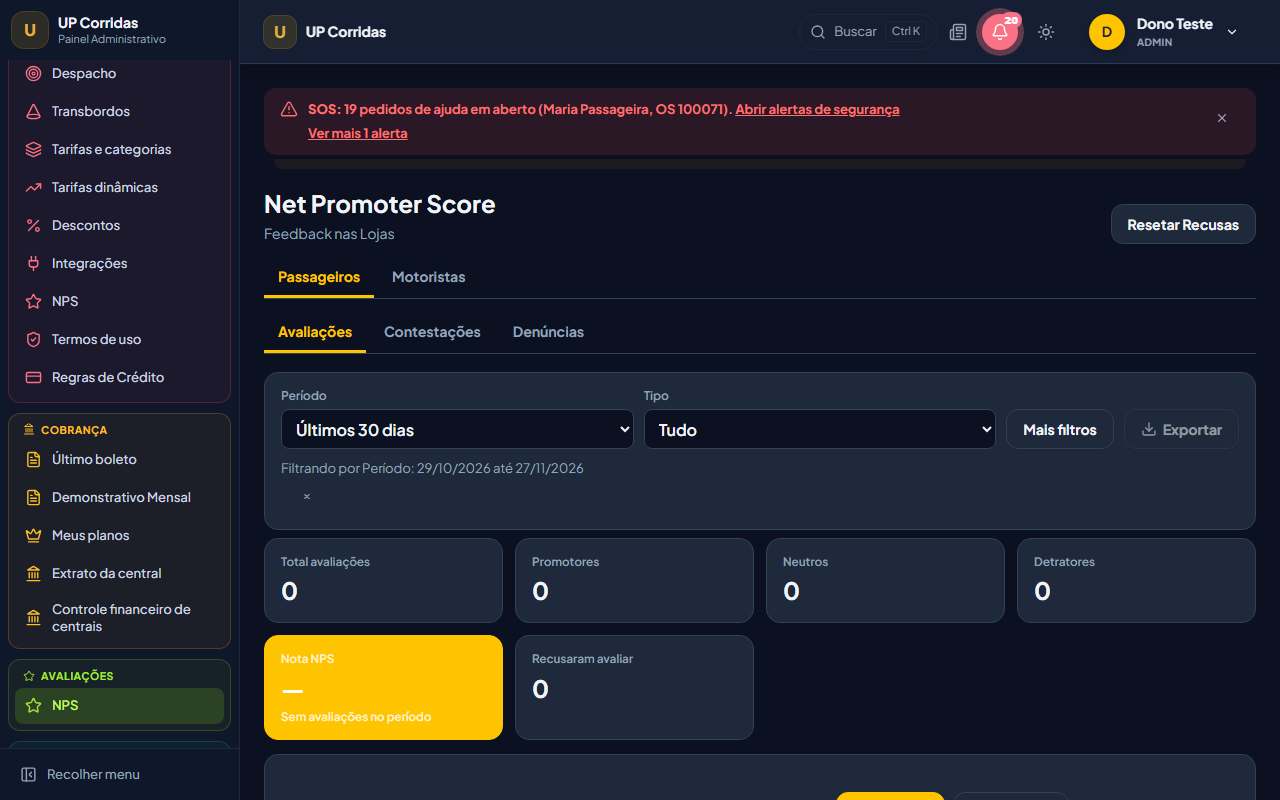 U
UP Corridas
Painel Administrativo
Despacho
Transbordos
Tarifas e categorias
Tarifas dinâmicas
Descontos
Integrações
NPS
Termos de uso
Regras de Crédito
COBRANÇA
Último boleto
Demonstrativo Mensal
Meus planos
Extrato da central
Controle financeiro de
centrais
AVALIAÇÕES
NPS
Recolher menu
U
UP Corridas
Buscar
Ctrl K
20
D
Dono Teste
ADMIN
SOS: 19 pedidos de ajuda em aberto (Maria Passageira, OS 100071). Abrir alertas de segurança
Ver mais 1 alerta
×
Net Promoter Score
Feedback nas Lojas
Resetar Recusas
Passageiros
Motoristas
Avaliações
Contestações
Denúncias
Período
Tipo
Últimos 30 dias
Tudo
Mais filtros
Exportar
Filtrando por Período: 29/10/2026 até 27/11/2026
×
Total avaliações
0
Promotores
0
Neutros
0
Detratores
0
Nota NPS
—
Sem avaliações no período
Recusaram avaliar
0